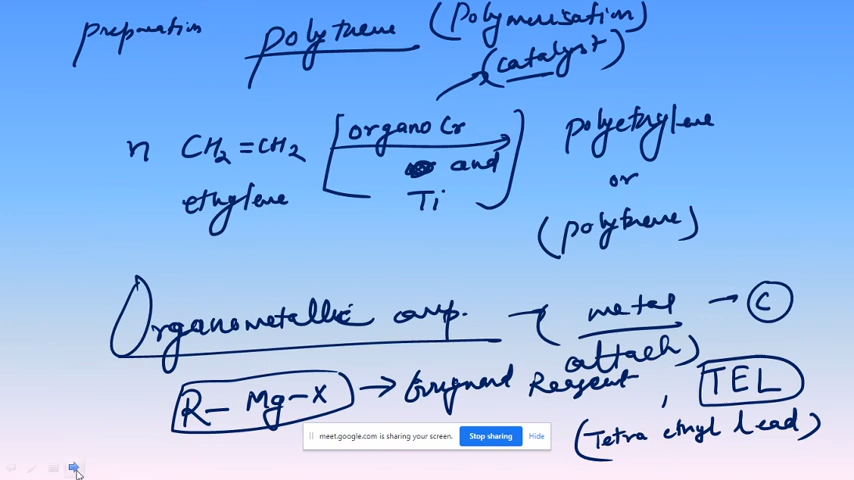 preparation polythene (Polymerisation)
(catalyst)
n CH2 = CH2 [organo Cr and Ti] polyethylene
ethylene or
(polythene)
Organometallic comp. → (metal → C
attach)
R - Mg - X → Grignard Reagent, TEL
(Tetra ethyl lead)
meet.google.com is sharing your screen. Stop sharing Hide